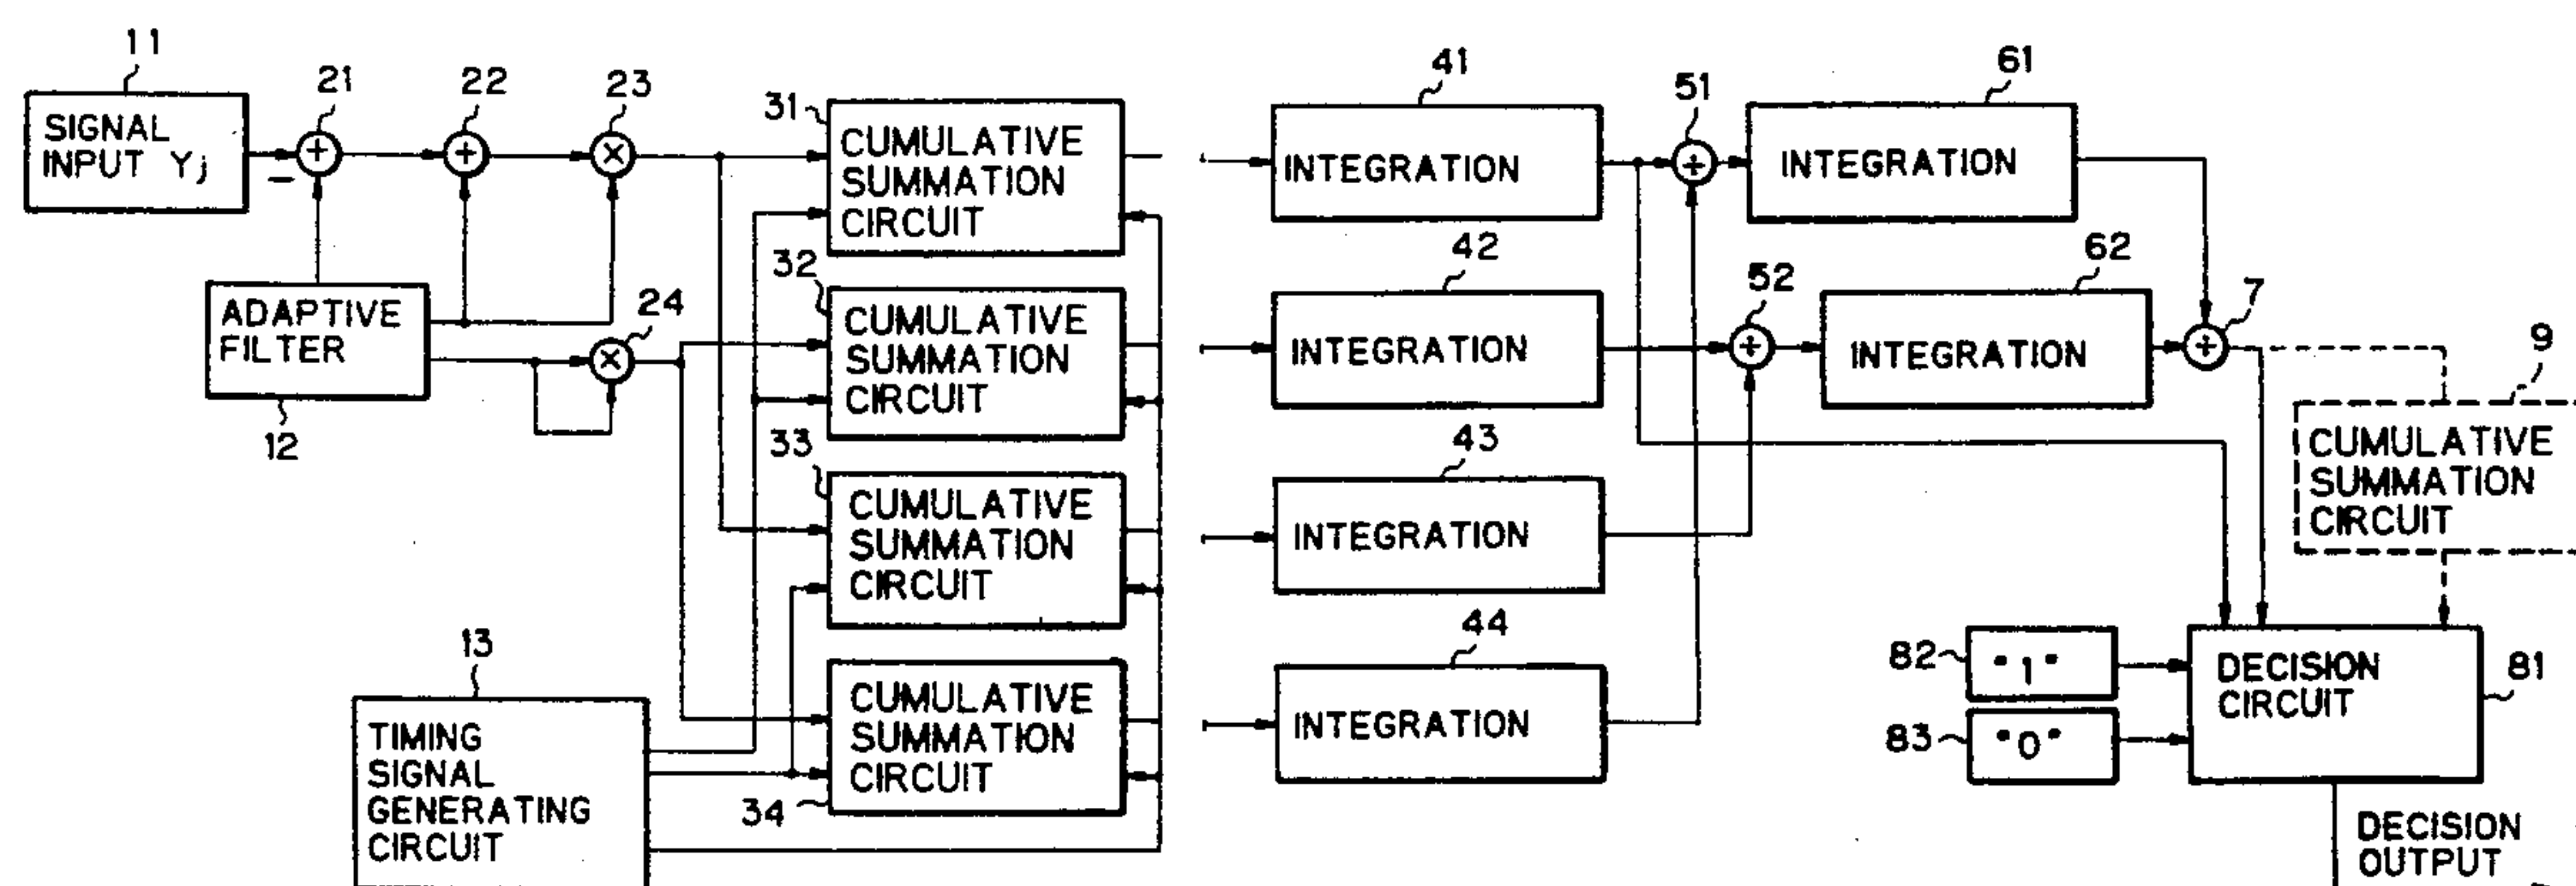 11
SIGNAL
INPUT Yj
21
22
23
−
ADAPTIVE
FILTER
12
24
13
TIMING
SIGNAL
GENERATING
CIRCUIT
31
CUMULATIVE
SUMMATION
CIRCUIT
32
CUMULATIVE
SUMMATION
CIRCUIT
33
CUMULATIVE
SUMMATION
CIRCUIT
CUMULATIVE
SUMMATION
CIRCUIT
34
41
INTEGRATION
42
INTEGRATION
43
INTEGRATION
44
INTEGRATION
51
52
61
INTEGRATION
62
INTEGRATION
7
9
CUMULATIVE
SUMMATION
CIRCUIT
82
"1"
83
"0"
DECISION
CIRCUIT
81
DECISION
OUTPUT